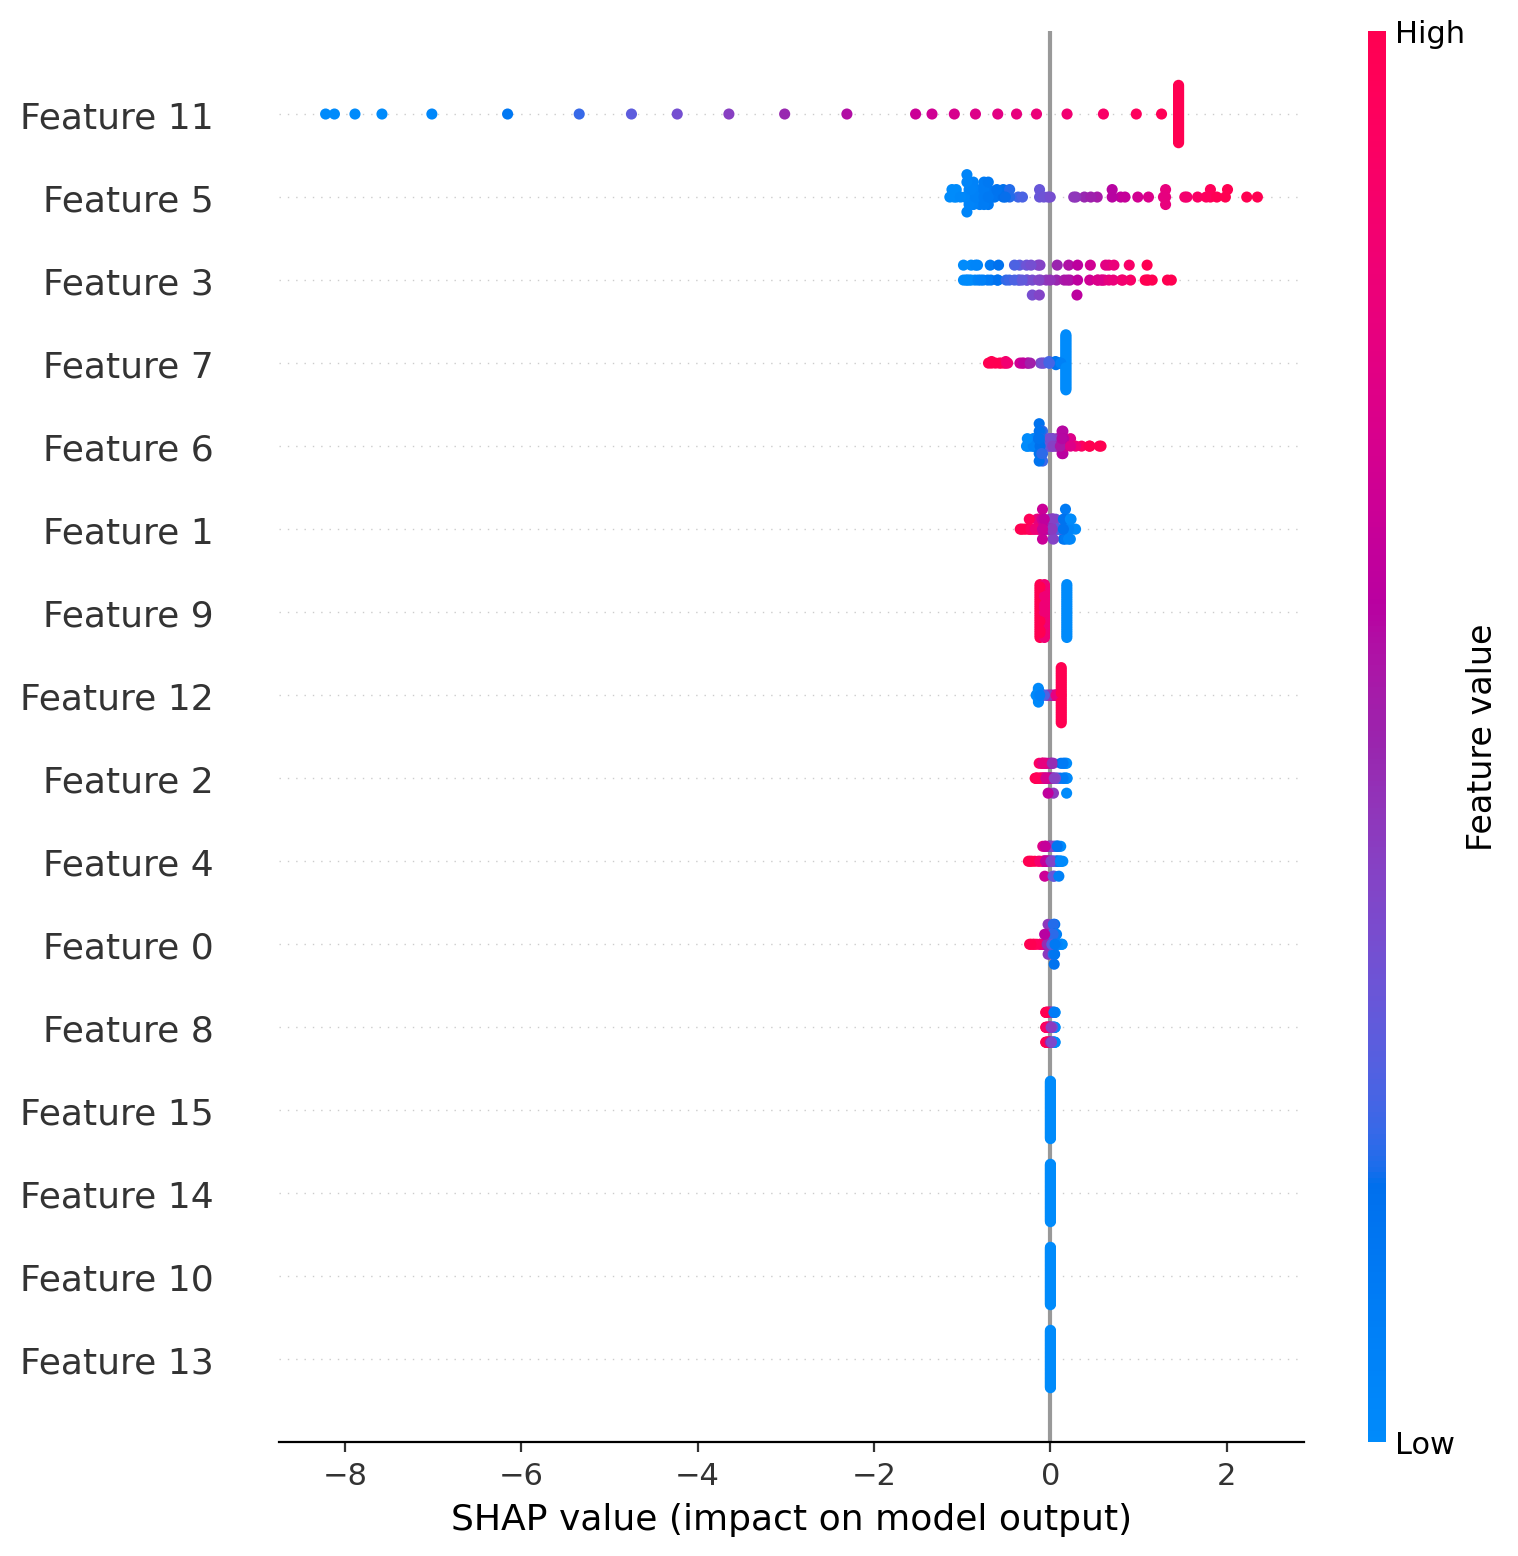 High
Feature 11
Feature 5
Feature 3
Feature 7
Feature 6
Feature 1
Feature 9
Feature 12
Feature 2
Feature 4
Feature 0
Feature 8
Feature 15
Feature 14
Feature 10
Feature 13
Feature value
Low
−8 −6 −4 −2 0 2
SHAP value (impact on model output)